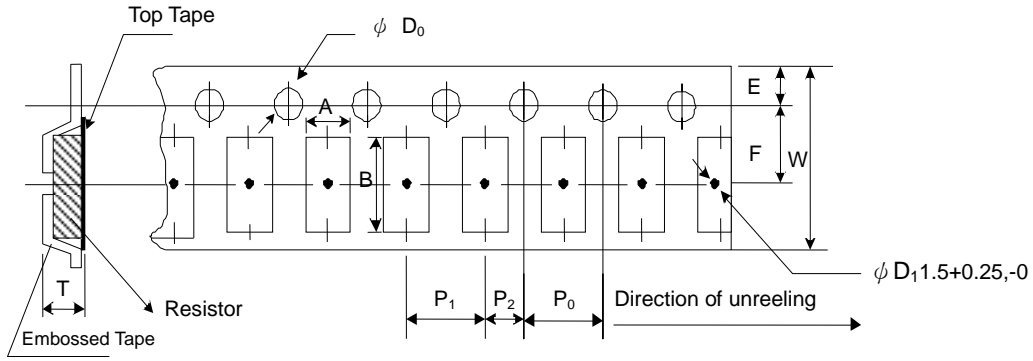 Top Tape
ϕ D₀
E
A
F
W
B
ϕ D₁1.5+0.25,-0
T
P₁
P₂
P₀
Direction of unreeling
Resistor
Embossed Tape